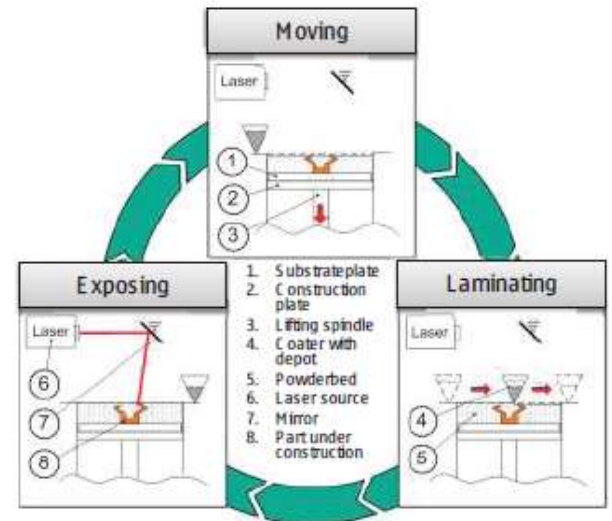 Moving
Laser
1
2
3
Exposing
Laser
6
7
8
1. Substrateplate
2. Construction
plate
3. Lifting spindle
4. Coater with
depot
5. Powderbed
6. Laser source
7. Mirror
8. Part under
construction
Laminating
Laser
4
5